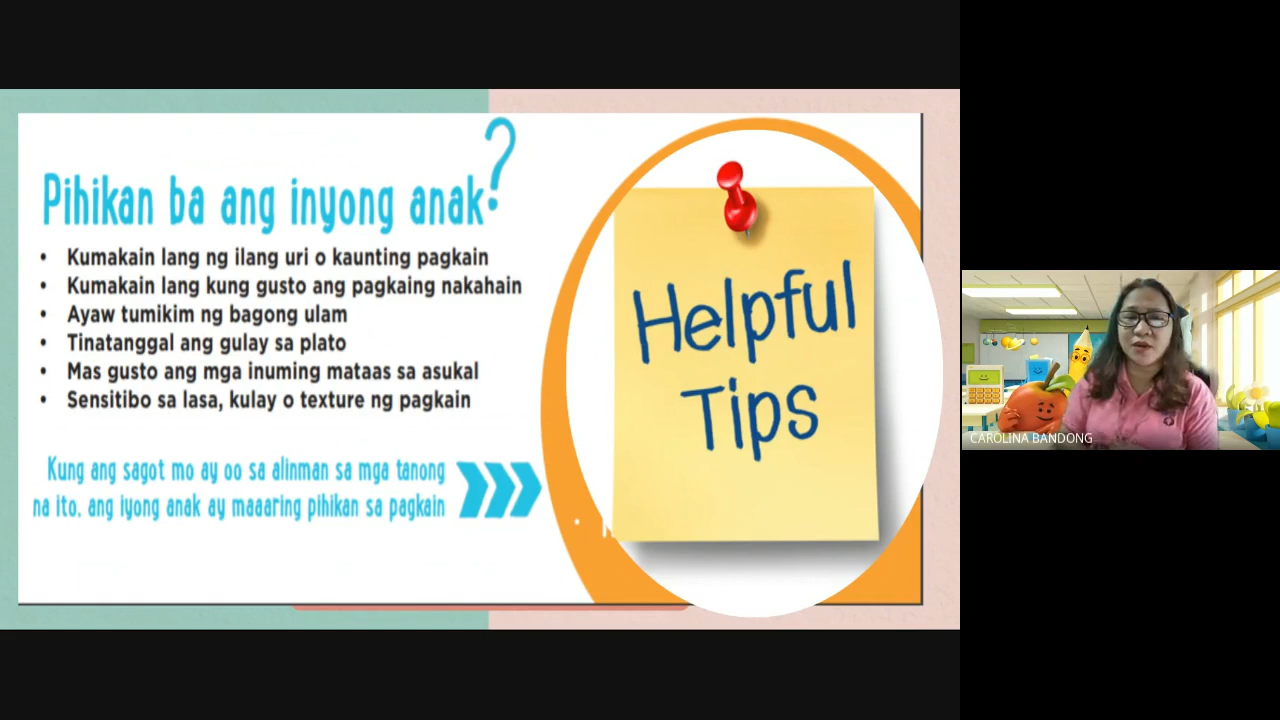 Pihikan ba ang inyong anak?
• Kumakain lang ng ilang uri o kaunting pagkain
• Kumakain lang kung gusto ang pagkaing nakahain
• Ayaw tumikim ng bagong ulam
• Tinatanggal ang gulay sa plato
• Mas gusto ang mga inuming mataas sa asukal
• Sensitibo sa lasa, kulay o texture ng pagkain
Kung ang sagot mo ay oo sa alinman sa mga tanong
na ito, ang iyong anak ay maaaring pihikan sa pagkain
Helpful
Tips
CAROLINA BANDONG